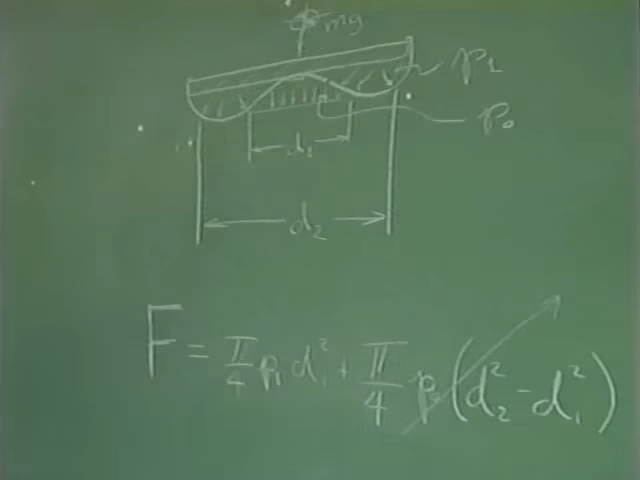 mg
p₁
p₀
d₁
d₂
F = π/4 p₁ d₁² + π/4 p₀ (d₂² - d₁²)